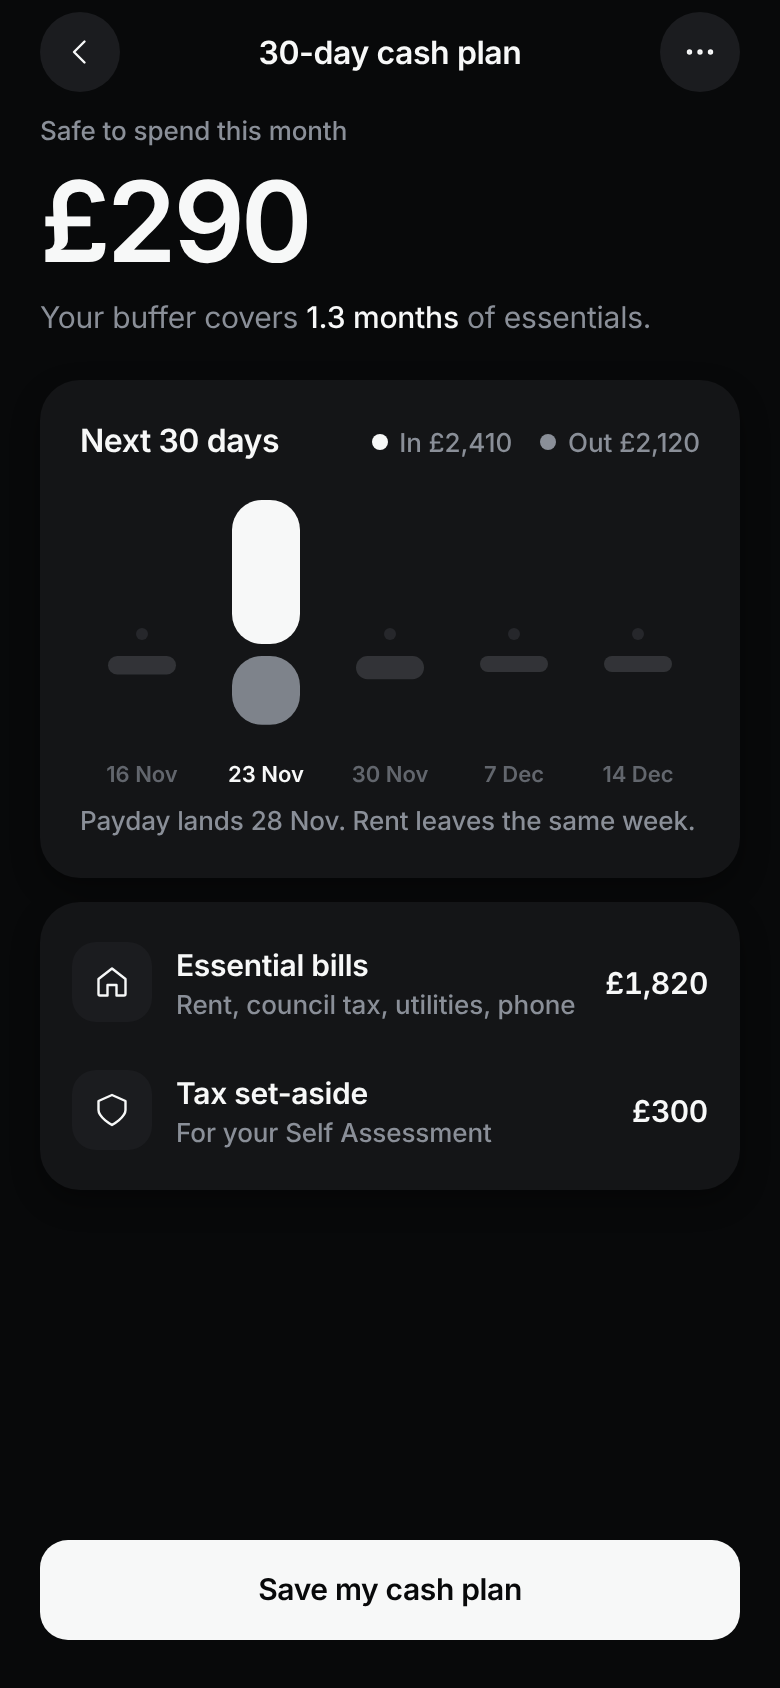 30-day cash plan
Safe to spend this month
£290
Your buffer covers 1.3 months of essentials.
Next 30 days
In £2,410
Out £2,120
16 Nov
23 Nov
30 Nov
7 Dec
14 Dec
Payday lands 28 Nov. Rent leaves the same week.
Essential bills
£1,820
Rent, council tax, utilities, phone
Tax set-aside
£300
For your Self Assessment
Save my cash plan